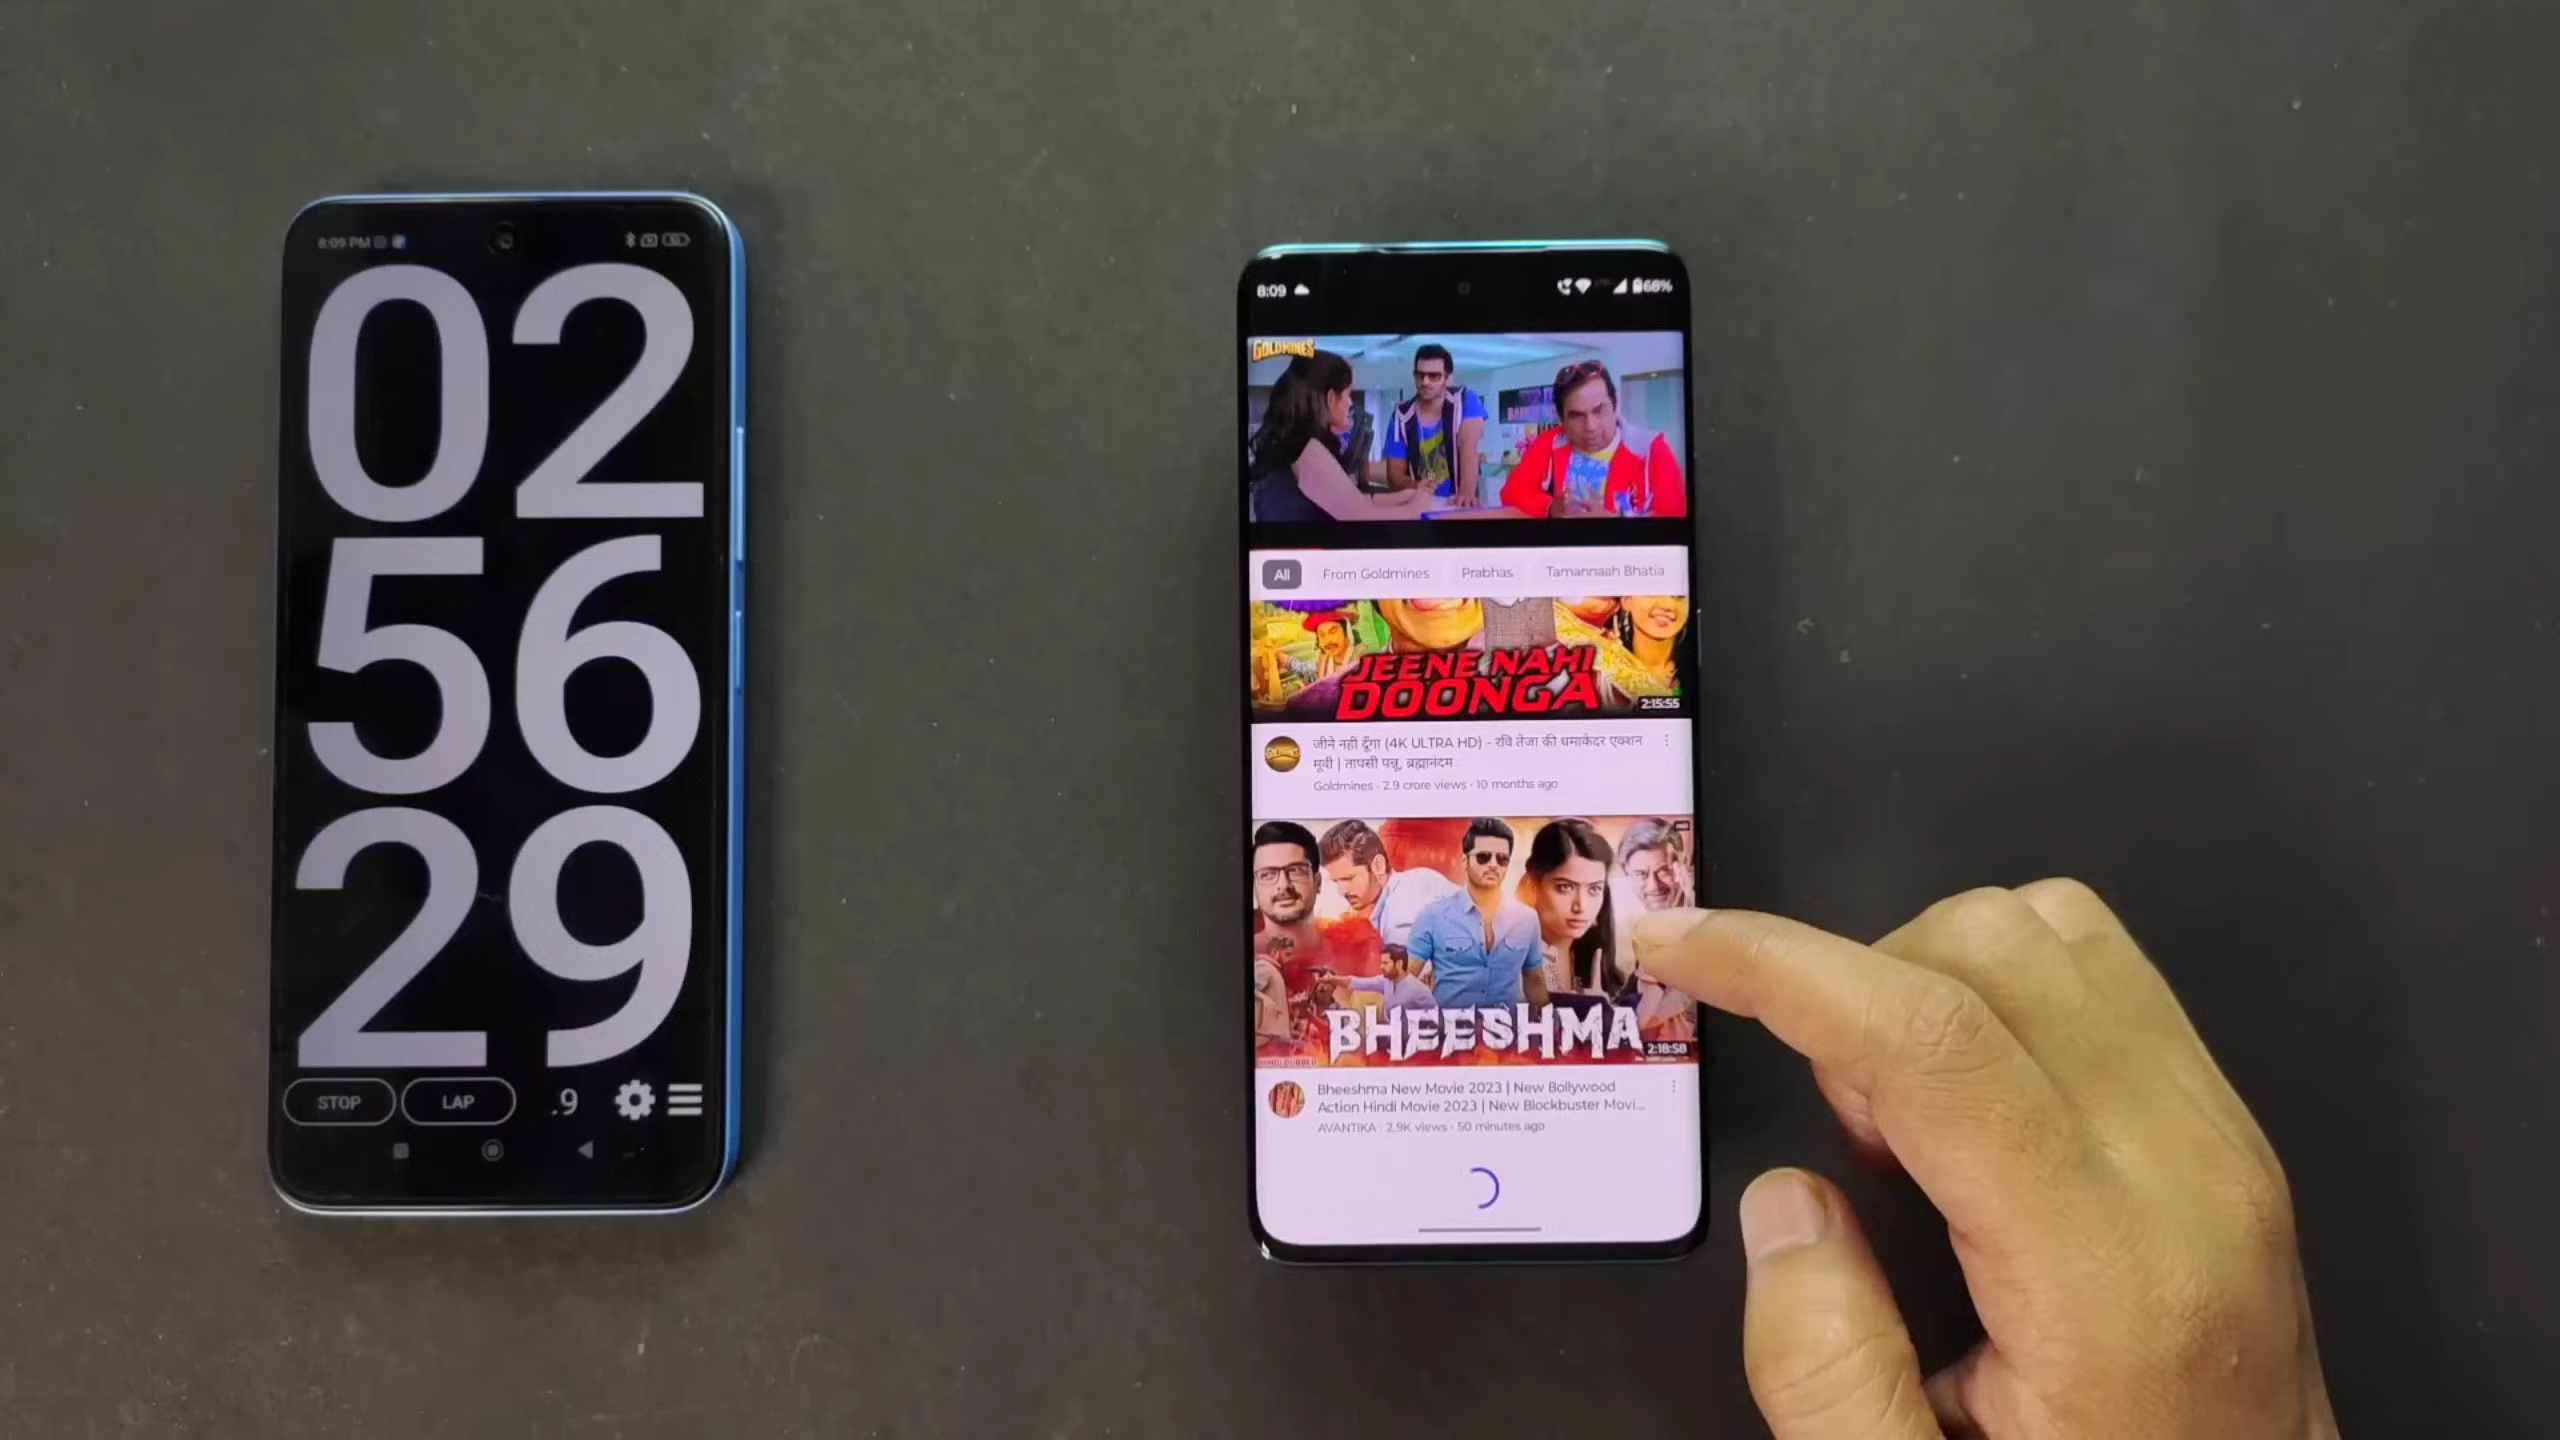 8:09 PM
02
56
29
STOP
LAP
.9
8:09
68%
GOLDMINES
All
From Goldmines
Prabhas
Tamannaah Bhatia
JEENE NAHI
DOONGA
2:15:55
जीने नही दूँगा (4K ULTRA HD) - रवि तेजा की धमाकेदर एक्शन
मूवी | तापसी पन्नू, ब्रह्मानंदम
Goldmines · 2.9 crore views · 10 months ago
BHEESHMA
HINDI DUBBED
2:18:58
Bheeshma New Movie 2023 | New Bollywood
Action Hindi Movie 2023 | New Blockbuster Movi...
AVANTIKA · 2.9K views · 50 minutes ago